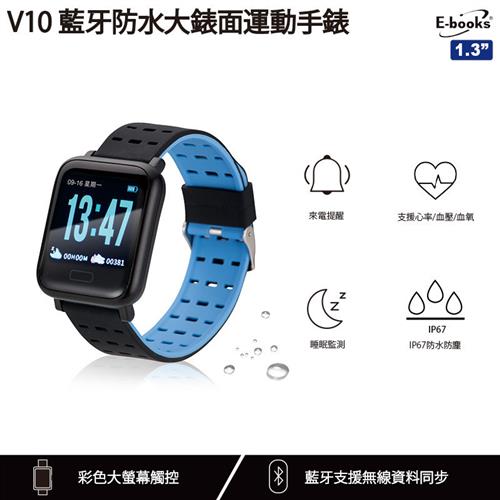 V10 藍牙防水大錶面運動手錶
E-books®
1.3”
09-16 星期一
13:47
00H00M
00381
來電提醒
支援心率/血壓/血氧
z z z
睡眠監測
IP67
IP67防水防塵
彩色大螢幕觸控
藍牙支援無線資料同步